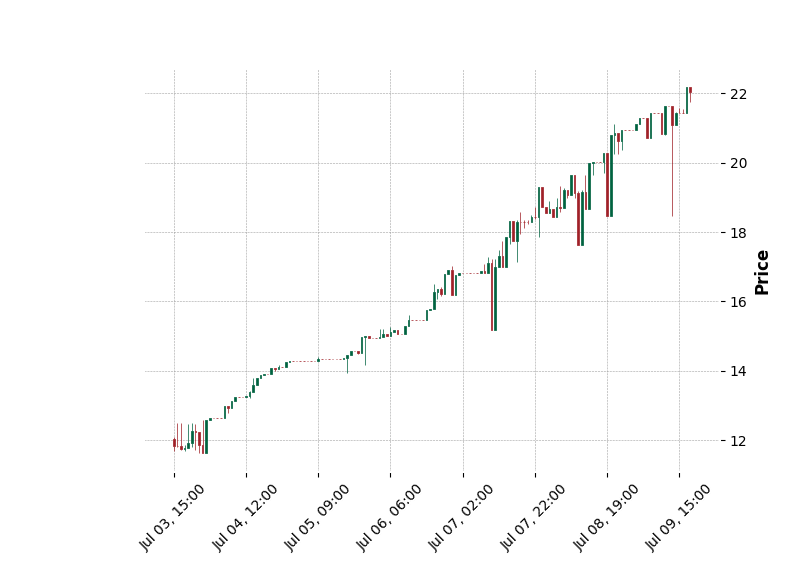 22
20
18
16
14
12
Price
Jul 03, 15:00
Jul 04, 12:00
Jul 05, 09:00
Jul 06, 06:00
Jul 07, 02:00
Jul 07, 22:00
Jul 08, 19:00
Jul 09, 15:00